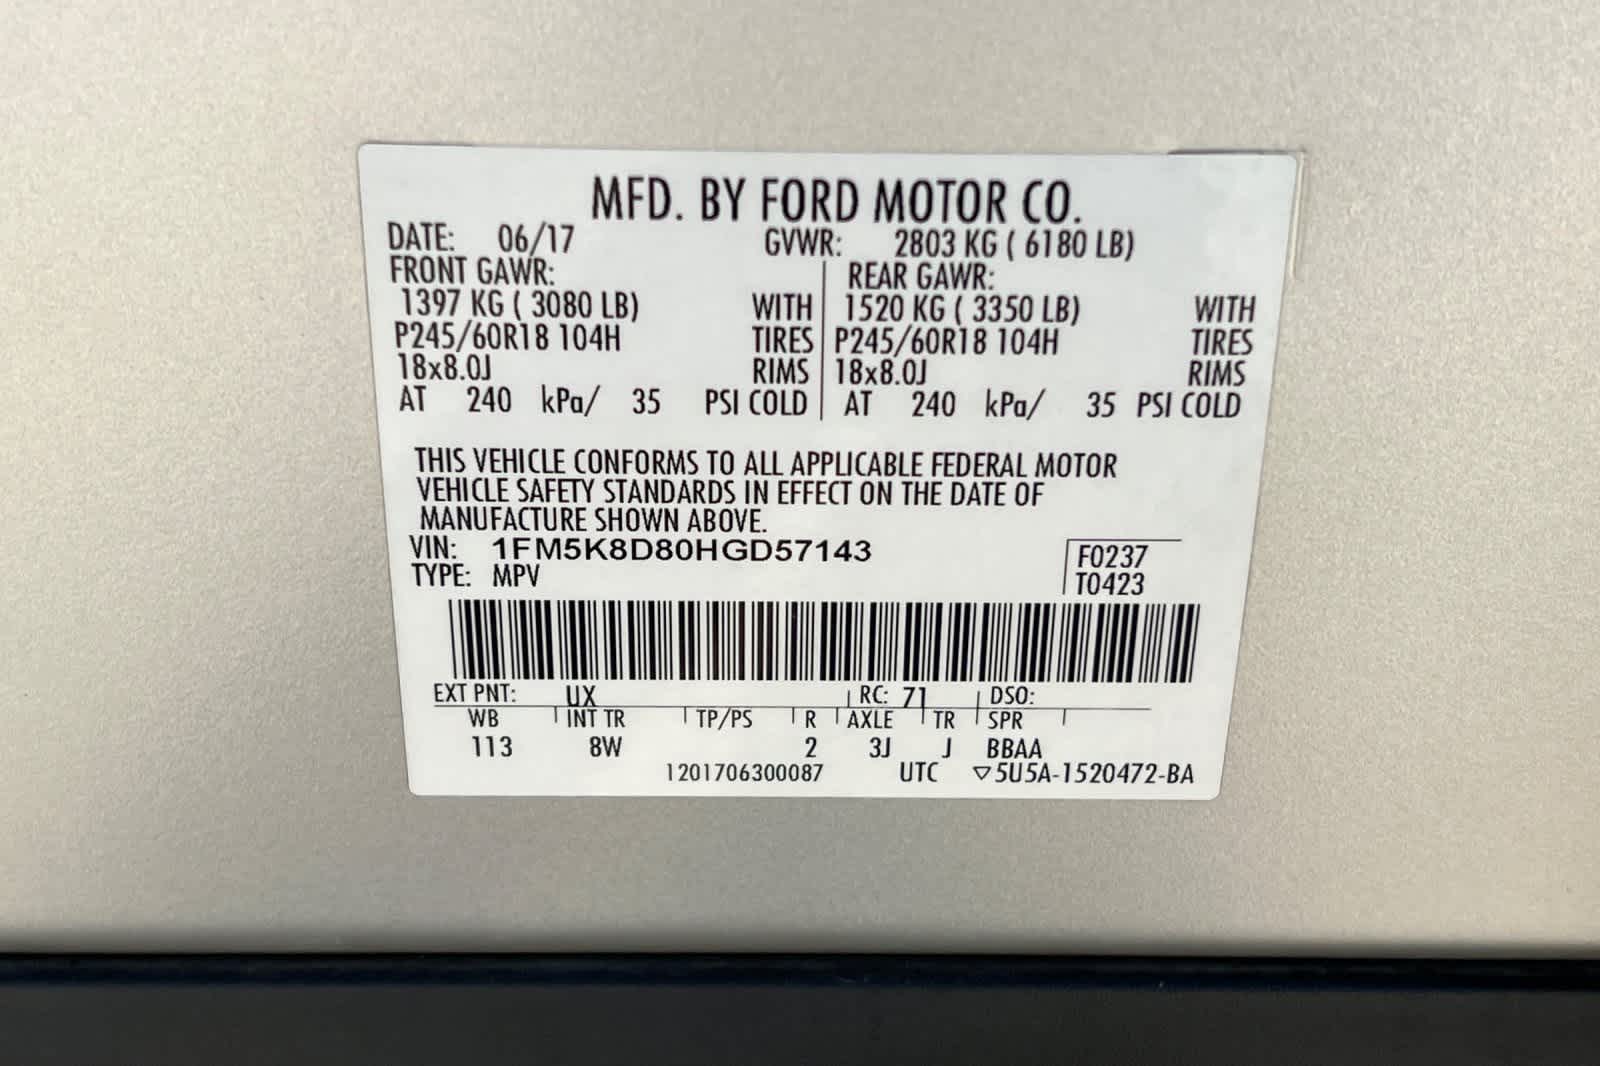 MFD. BY FORD MOTOR CO.
DATE: 06/17 GVWR: 2803 KG ( 6180 LB)
FRONT GAWR: REAR GAWR:
1397 KG ( 3080 LB) WITH 1520 KG ( 3350 LB) WITH
P245/60R18 104H TIRES P245/60R18 104H TIRES
18x8.0J RIMS 18x8.0J RIMS
AT 240 kPa/ 35 PSI COLD AT 240 kPa/ 35 PSI COLD
THIS VEHICLE CONFORMS TO ALL APPLICABLE FEDERAL MOTOR
VEHICLE SAFETY STANDARDS IN EFFECT ON THE DATE OF
MANUFACTURE SHOWN ABOVE.
VIN: 1FM5K8D80HGD57143 F0237
TYPE: MPV T0423
EXT PNT: UX RC: 71 DSO:
WB INT TR TP/PS R AXLE TR SPR
113 8W 2 3J J BBAA
1201706300087 UTC ▽5U5A-1520472-BA